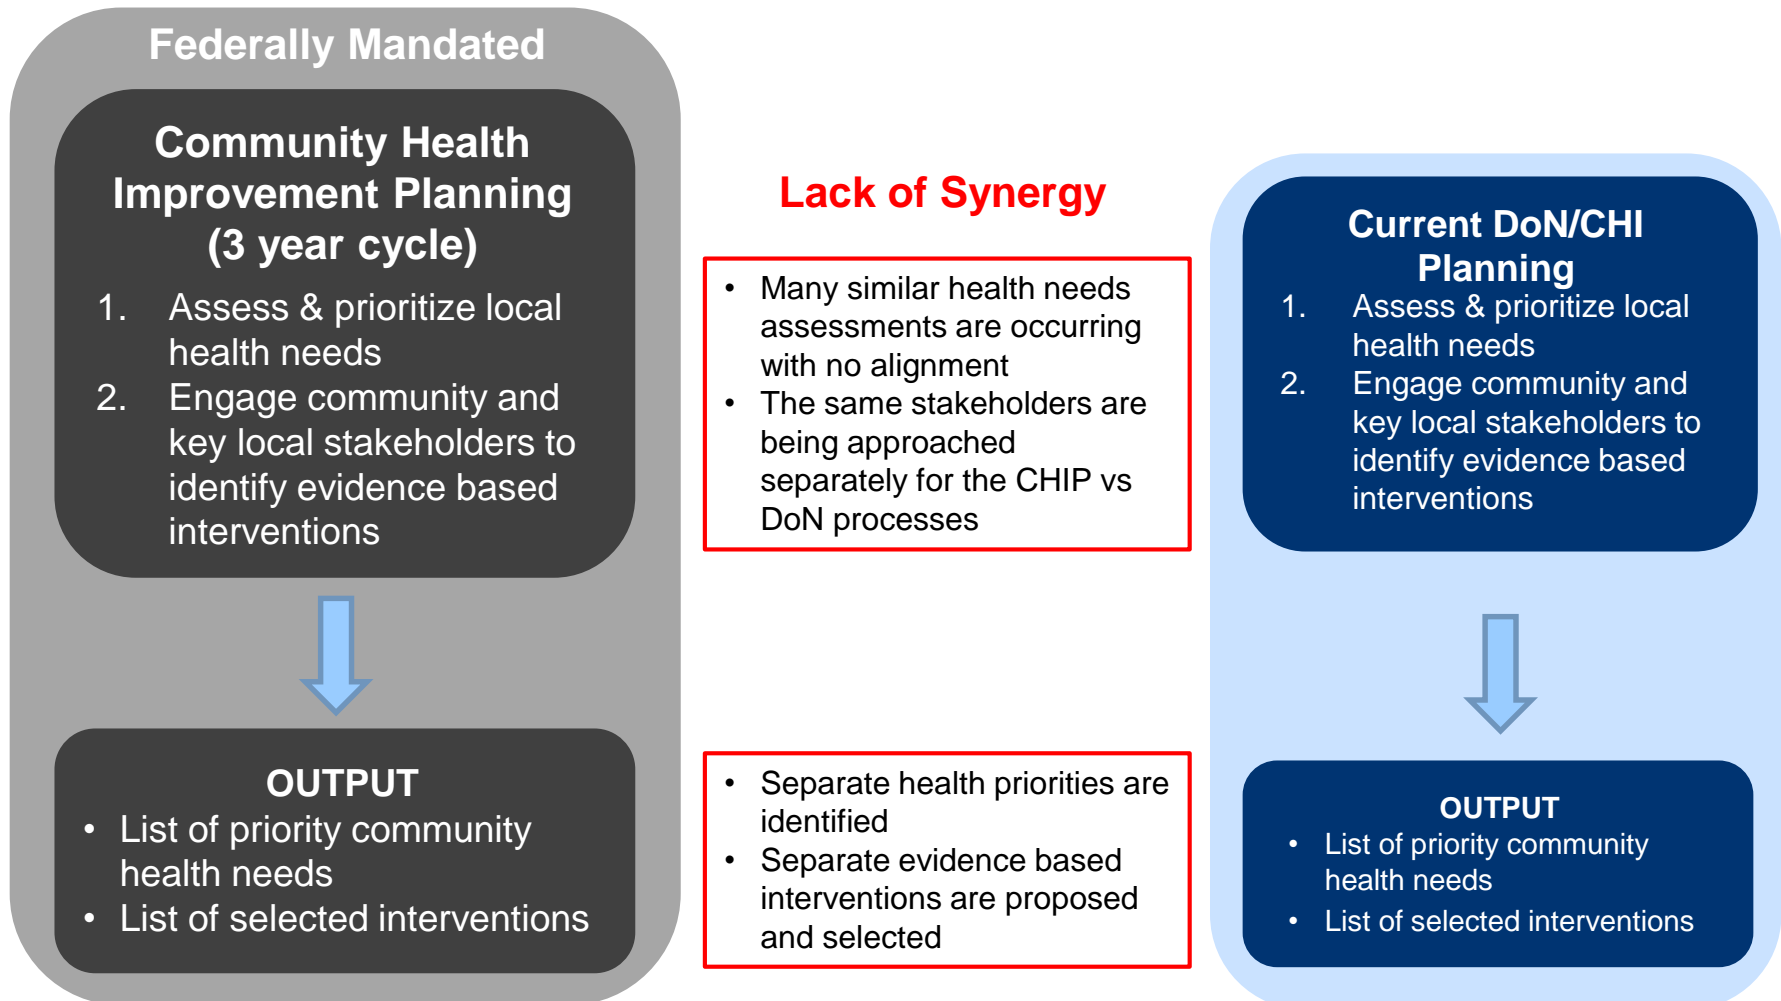 Federally Mandated
Community Health
Improvement Planning
(3 year cycle)
1. Assess & prioritize local
health needs
2. Engage community and
key local stakeholders to
identify evidence based
interventions
OUTPUT
• List of priority community
health needs
• List of selected interventions
Lack of Synergy
• Many similar health needs
assessments are occurring
with no alignment
• The same stakeholders are
being approached
separately for the CHIP vs
DoN processes
• Separate health priorities are
identified
• Separate evidence based
interventions are proposed
and selected
Current DoN/CHI
Planning
1. Assess & prioritize local
health needs
2. Engage community and
key local stakeholders to
identify evidence based
interventions
OUTPUT
• List of priority community
health needs
• List of selected interventions